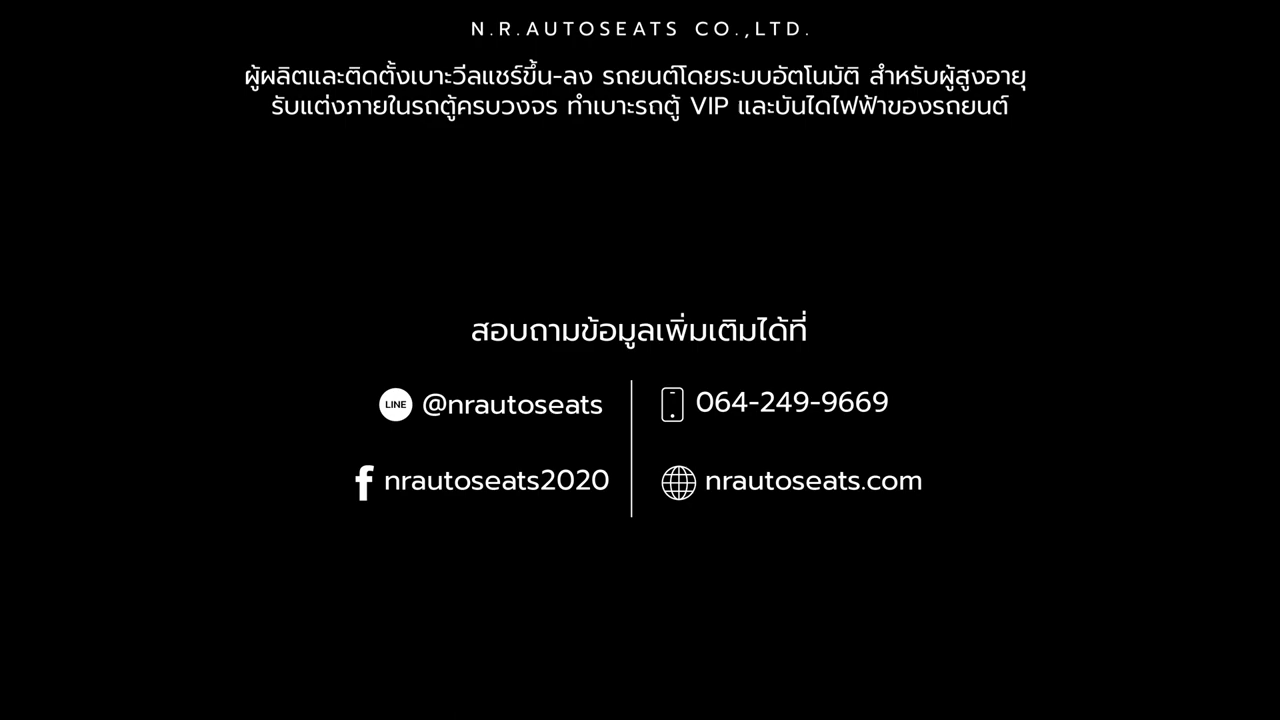 N.R.AUTOSEATS CO.,LTD.
ผู้ผลิตและติดตั้งเบาะวีลแชร์ขึ้น-ลง รถยนต์โดยระบบอัตโนมัติ สำหรับผู้สูงอายุ
รับแต่งภายในรถตู้ครบวงจร ทำเบาะรถตู้ VIP และบันไดไฟฟ้าของรถยนต์
สอบถามข้อมูลเพิ่มเติมได้ที่
LINE @nrautoseats
064-249-9669
f nrautoseats2020
nrautoseats.com